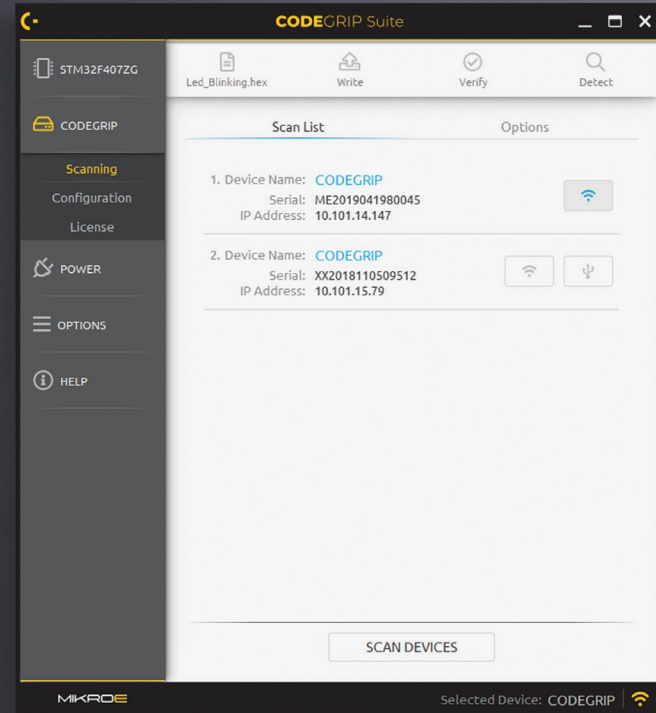 CODEGRIP Suite
STM32F407ZG
CODEGRIP
Scanning
Configuration
License
POWER
OPTIONS
HELP
Led_Blinking.hex
Write
Verify
Detect
Scan List
Options
1. Device Name: CODEGRIP
Serial: ME2019041980045
IP Address: 10.101.14.147
2. Device Name: CODEGRIP
Serial: XX2018110509512
IP Address: 10.101.15.79
SCAN DEVICES
MIKROE
Selected Device: CODEGRIP